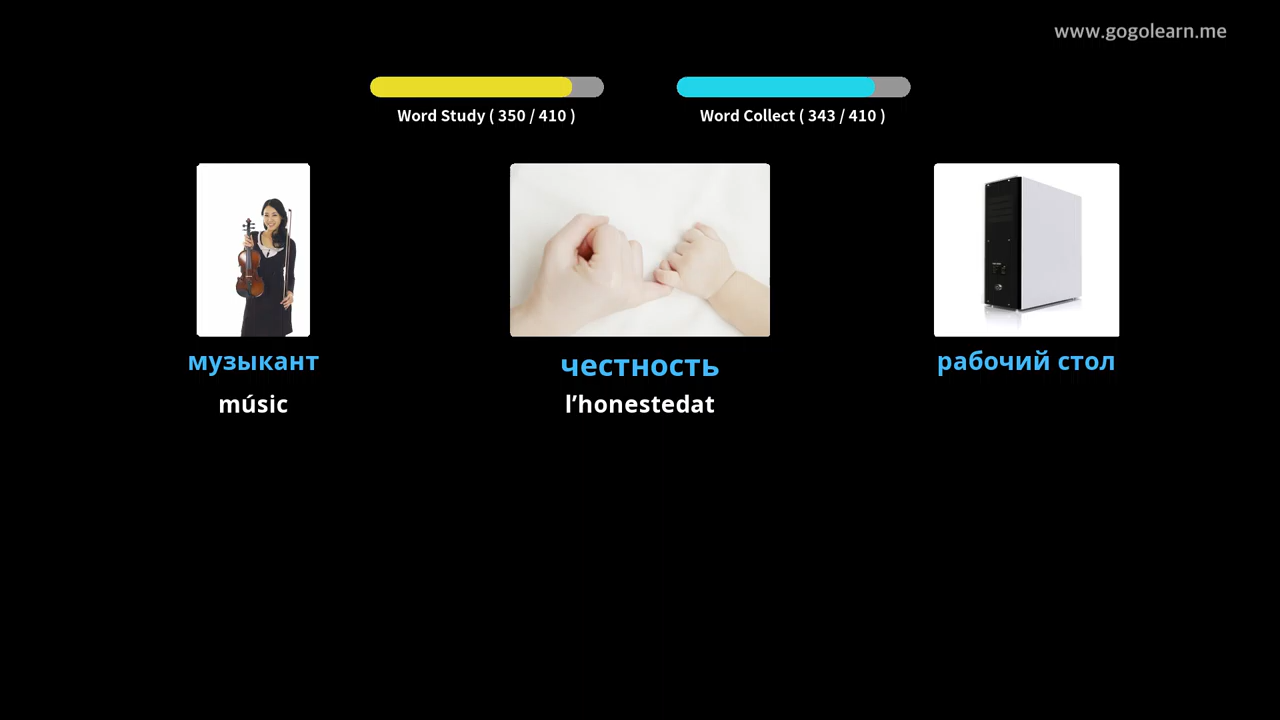 www.gogolearn.me
Word Study ( 350 / 410 )
Word Collect ( 343 / 410 )
музыкант
músic
честность
l’honestedat
рабочий стол